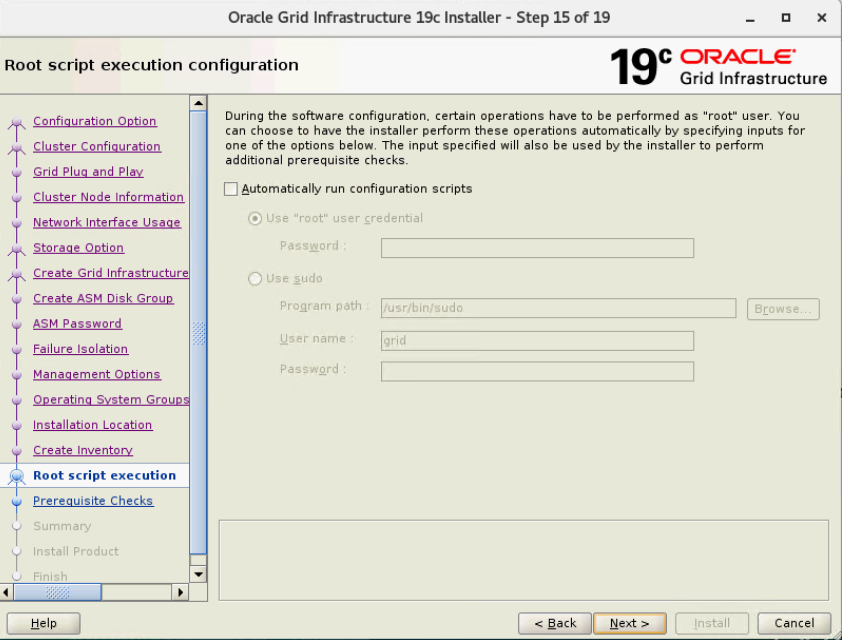 Oracle Grid Infrastructure 19c Installer - Step 15 of 19
Root script execution configuration
19c ORACLE
Grid Infrastructure
Configuration Option
Cluster Configuration
Grid Plug and Play
Cluster Node Information
Network Interface Usage
Storage Option
Create Grid Infrastructure
Create ASM Disk Group
ASM Password
Failure Isolation
Management Options
Operating System Groups
Installation Location
Create Inventory
Root script execution
Prerequisite Checks
Summary
Install Product
Finish
During the software configuration, certain operations have to be performed as "root" user. You
can choose to have the installer perform these operations automatically by specifying inputs for
one of the options below. The input specified will also be used by the installer to perform
additional prerequisite checks.
Automatically run configuration scripts
Use "root" user credential
Password :
Use sudo
Program path : /usr/bin/sudo Browse...
User name : grid
Password :
Help < Back Next > Install Cancel